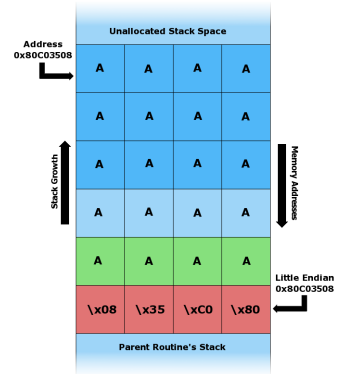 Unallocated Stack Space
Address
0x80C03508
A A A A
A A A A
A A A A
Stack Growth
Memory Addresses
A A A A
A A A A
Little Endian
0x80C03508
\x08 \x35 \xC0 \x80
Parent Routine's Stack